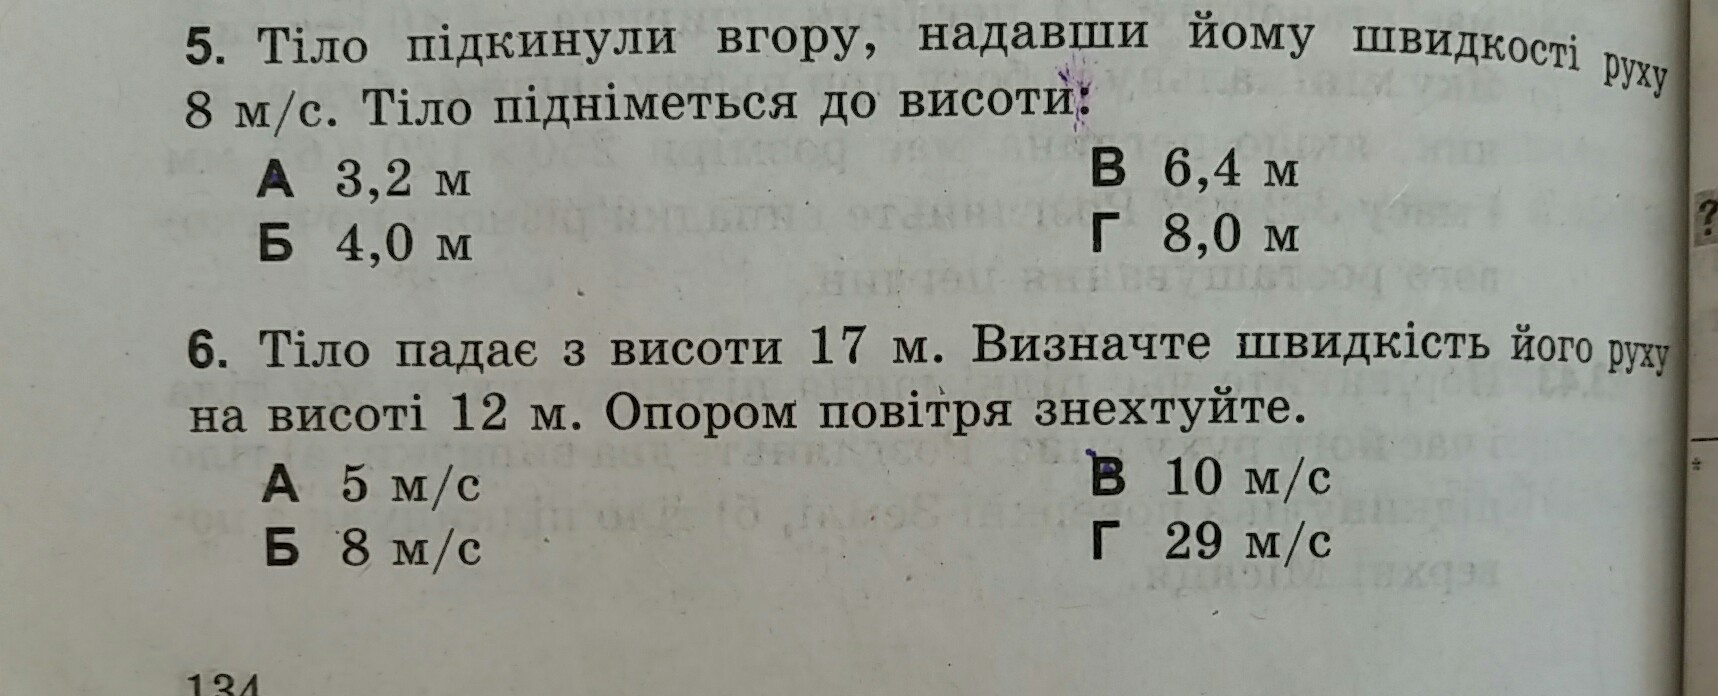 5. Тіло підкинули вгору, надавши йому швидкості руху
8 м/с. Тіло підніметься до висоти:
А 3,2 м
Б 4,0 м
В 6,4 м
Г 8,0 м
6. Тіло падає з висоти 17 м. Визначте швидкість його руху
на висоті 12 м. Опором повітря знехтуйте.
А 5 м/с
Б 8 м/с
В 10 м/с
Г 29 м/с
134
?
*